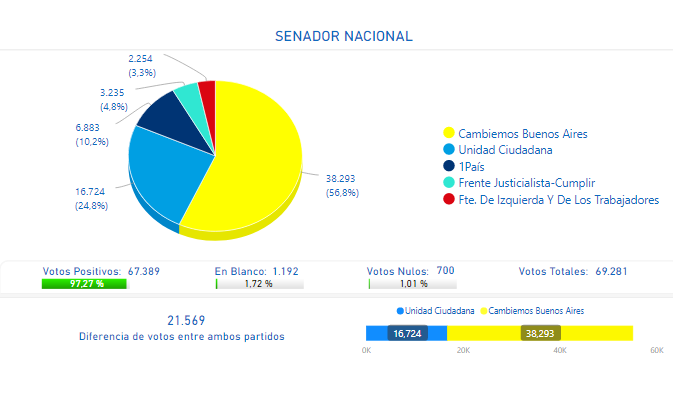 SENADOR NACIONAL
2.254
(3,3%)
3.235
(4,8%)
6.883
(10,2%)
16.724
(24,8%)
38.293
(56,8%)
Cambiemos Buenos Aires
Unidad Ciudadana
1País
Frente Justicialista-Cumplir
Fte. De Izquierda Y De Los Trabajadores
Votos Positivos: 67.389
97,27 %
En Blanco: 1.192
1,72 %
Votos Nulos: 700
1,01 %
Votos Totales: 69.281
21.569
Diferencia de votos entre ambos partidos
Unidad Ciudadana Cambiemos Buenos Aires
16,724 38,293
0K 20K 40K 60K